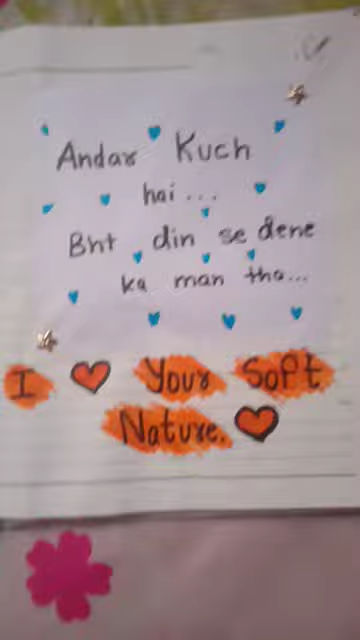 Andar Kuch
hai...
Bht din se dene
ka man tha...
I ❤ Your Soft
Nature. ❤